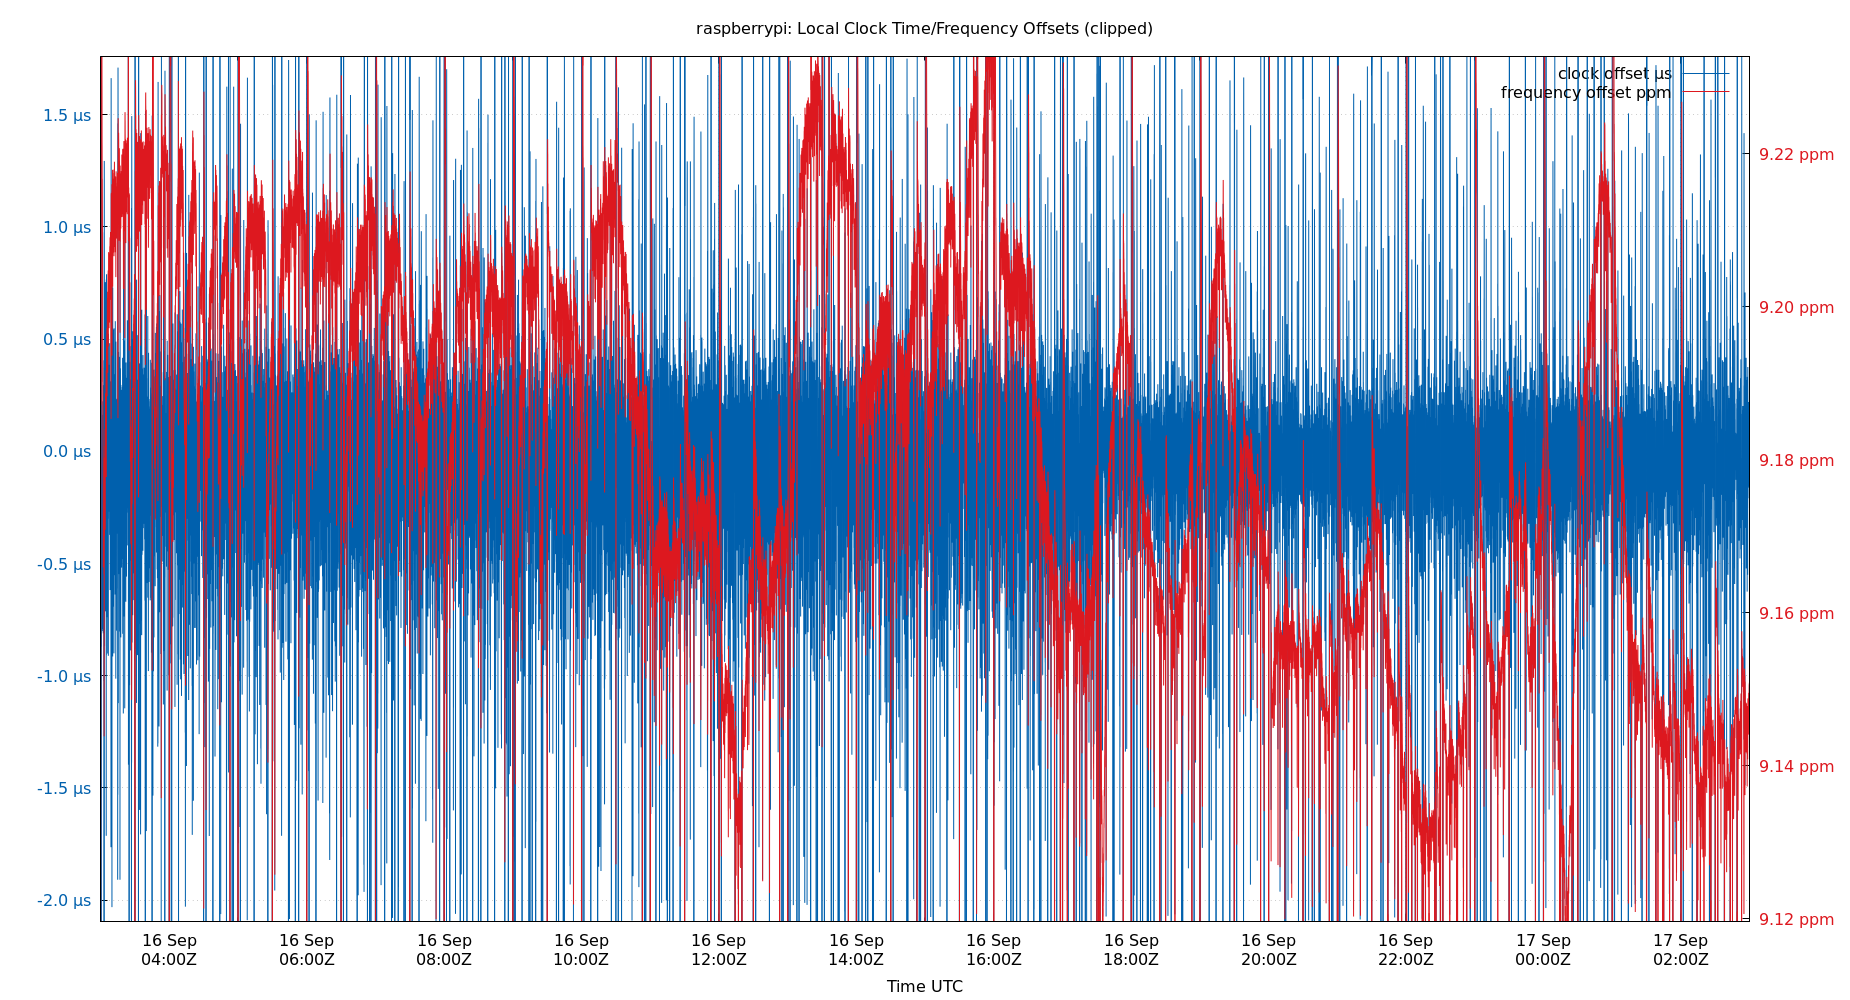 raspberrypi: Local Clock Time/Frequency Offsets (clipped)
clock offset µs
frequency offset ppm
1.5 µs
1.0 µs
0.5 µs
0.0 µs
-0.5 µs
-1.0 µs
-1.5 µs
-2.0 µs
9.22 ppm
9.20 ppm
9.18 ppm
9.16 ppm
9.14 ppm
9.12 ppm
16 Sep 16 Sep 16 Sep 16 Sep 16 Sep 16 Sep 16 Sep 16 Sep 16 Sep 16 Sep 17 Sep 17 Sep
04:00Z 06:00Z 08:00Z 10:00Z 12:00Z 14:00Z 16:00Z 18:00Z 20:00Z 22:00Z 00:00Z 02:00Z
Time UTC